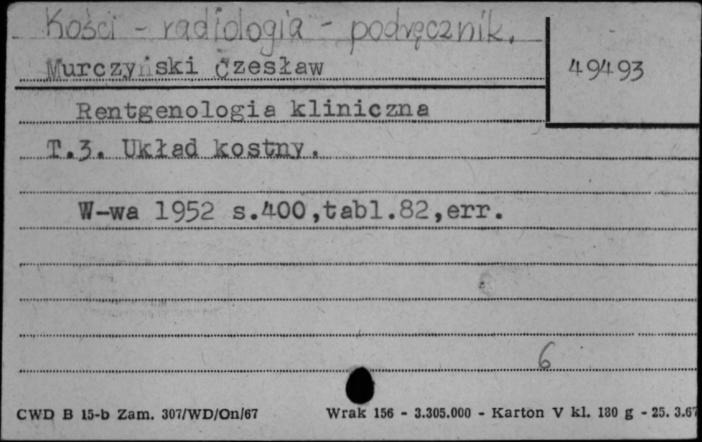 Kości - radiologia - podręcznik.
Murczyński Czesław
49493
Rentgenologia kliniczna
T.3. Układ kostny.
W-wa 1952 s.400,tabl.82,err.
6
CWD B 15-b Zam. 307/WD/On/67 Wrak 156 - 3.305.000 - Karton V kl. 180 g - 25. 3.67